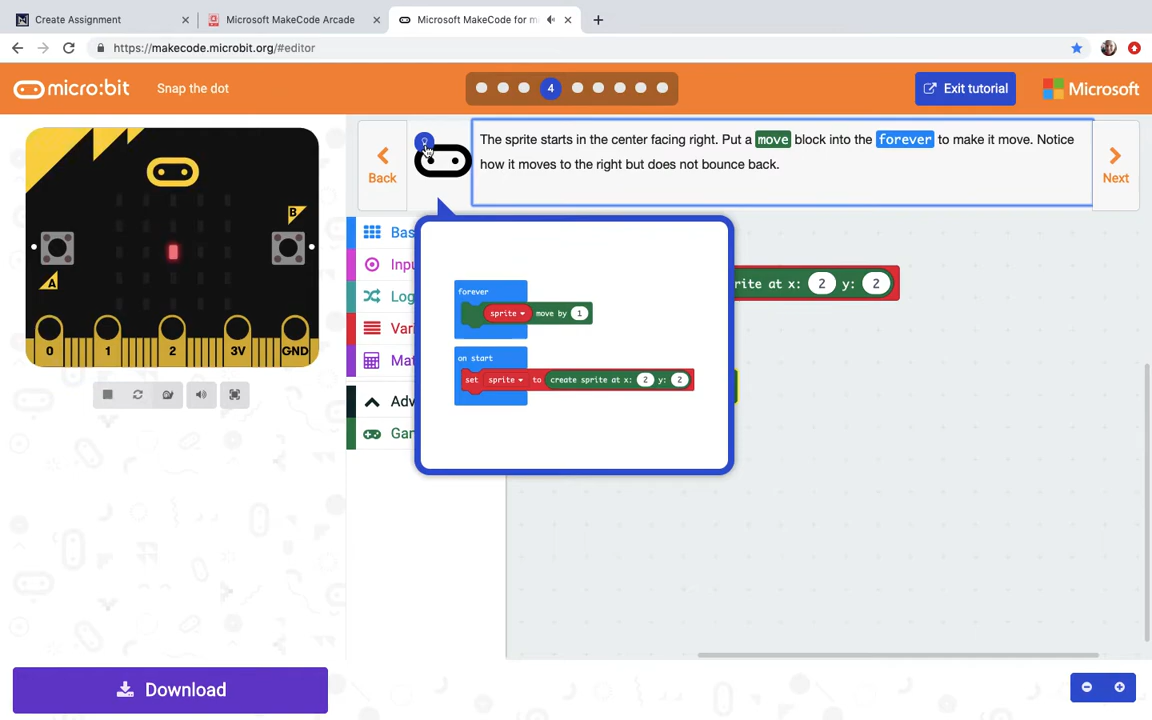 Create Assignment
Microsoft MakeCode Arcade
Microsoft MakeCode for m
https://makecode.microbit.org/#editor
micro:bit
Snap the dot
4
Exit tutorial
Microsoft
Back
The sprite starts in the center facing right. Put a move block into the forever to make it move. Notice
how it moves to the right but does not bounce back.
Next
B
A
0 1 2 3V GND
Bas
Inpu
Log
Vari
Mat
Adv
Gam
rite at x: 2 y: 2
forever
sprite move by 1
on start
set sprite to create sprite at x: 2 y: 2
Download